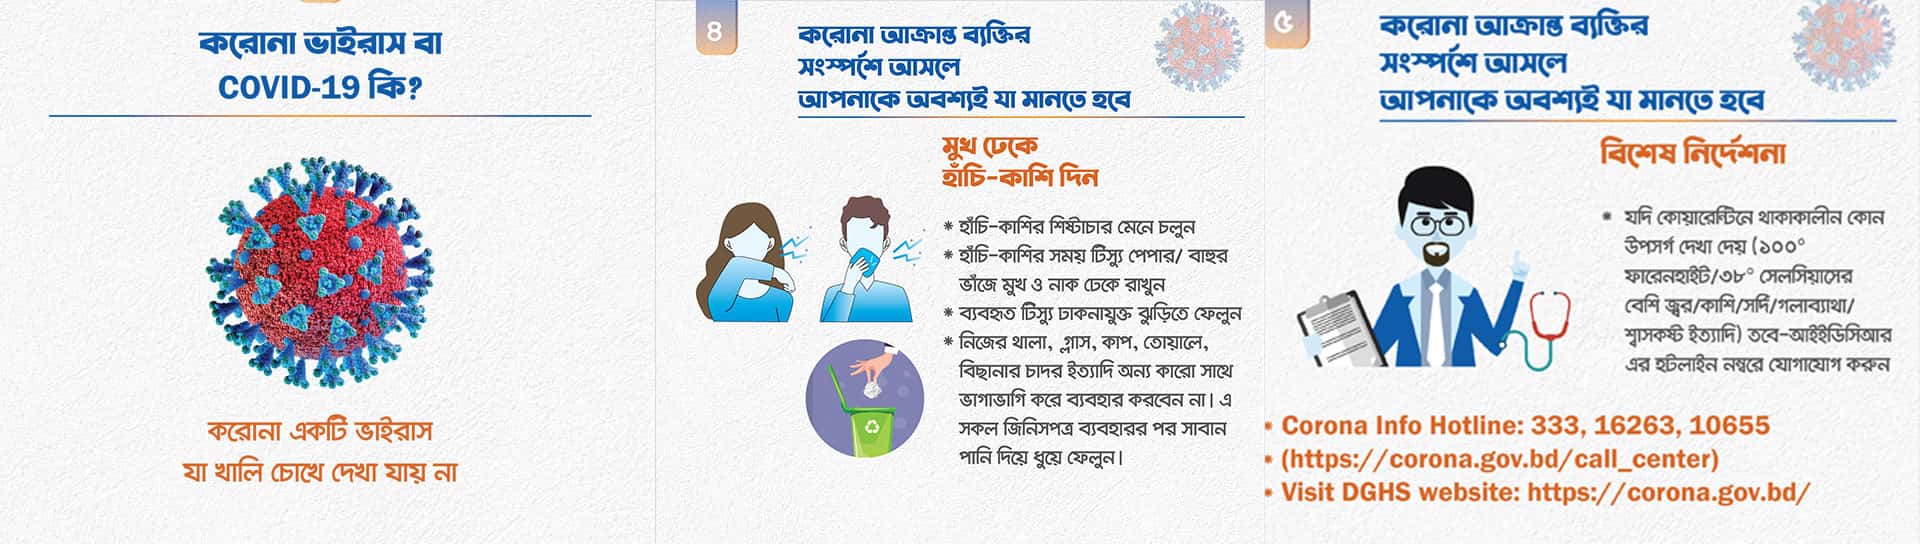 করোনা ভাইরাস বা
COVID-19 কি?
করোনা একটি ভাইরাস
যা খালি চোখে দেখা যায় না
৪
করোনা আক্রান্ত ব্যক্তির
সংস্পর্শে আসলে
আপনাকে অবশ্যই যা মানতে হবে
মুখ ঢেকে
হাঁচি-কাশি দিন
* হাঁচি-কাশির শিষ্টাচার মেনে চলুন
* হাঁচি-কাশির সময় টিস্যু পেপার/ বাহুর
ভাঁজে মুখ ও নাক ঢেকে রাখুন
* ব্যবহৃত টিস্যু ঢাকনাযুক্ত ঝুড়িতে ফেলুন
* নিজের থালা, গ্লাস, কাপ, তোয়ালে,
বিছানার চাদর ইত্যাদি অন্য কারো সাথে
ভাগাভাগি করে ব্যবহার করবেন না। এ
সকল জিনিসপত্র ব্যবহারর পর সাবান
পানি দিয়ে ধুয়ে ফেলুন।
৫
করোনা আক্রান্ত ব্যক্তির
সংস্পর্শে আসলে
আপনাকে অবশ্যই যা মানতে হবে
বিশেষ নির্দেশনা
* যদি কোয়ারেন্টিনে থাকাকালীন কোন
উপসর্গ দেখা দেয় (১০০°
ফারেনহাইট/৩৮° সেলসিয়াসের
বেশি জ্বর/কাশি/সর্দি/গলাব্যাথা/
শ্বাসকষ্ট ইত্যাদি) তবে-আইইডিসিআর
এর হটলাইন নম্বরে যোগাযোগ করুন
• Corona Info Hotline: 333, 16263, 10655
• (https://corona.gov.bd/call_center)
• Visit DGHS website: https://corona.gov.bd/